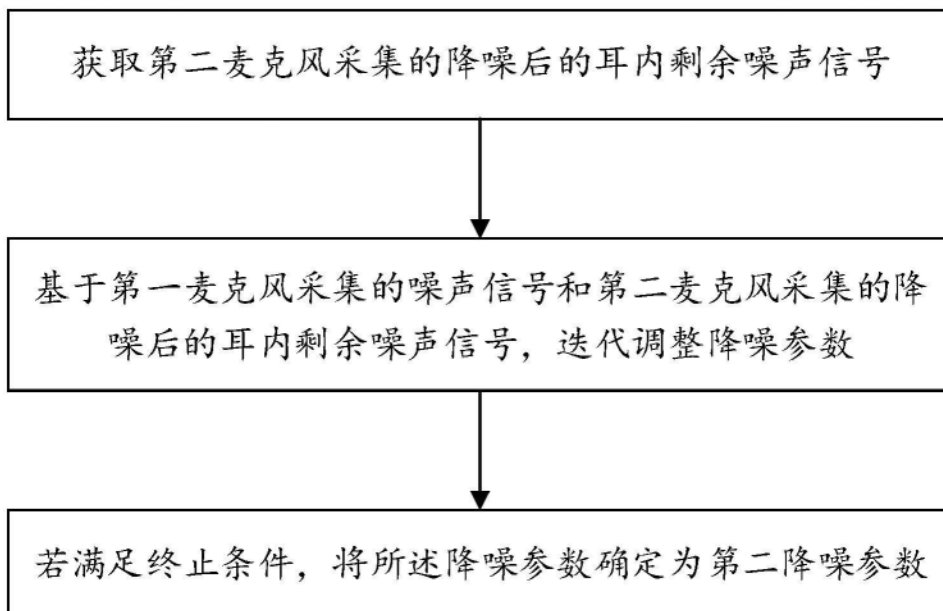 获取第二麦克风采集的降噪后的耳内剩余噪声信号
基于第一麦克风采集的噪声信号和第二麦克风采集的降
噪后的耳内剩余噪声信号，迭代调整降噪参数
若满足终止条件，将所述降噪参数确定为第二降噪参数